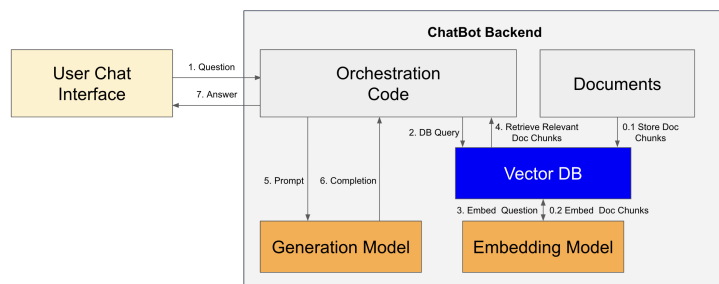 ChatBot Backend
User Chat
Interface
1. Question
7. Answer
Orchestration
Code
Documents
2. DB Query
4. Retrieve Relevant
Doc Chunks
0.1 Store Doc
Chunks
Vector DB
5. Prompt
6. Completion
3. Embed Question
0.2 Embed Doc Chunks
Generation Model
Embedding Model